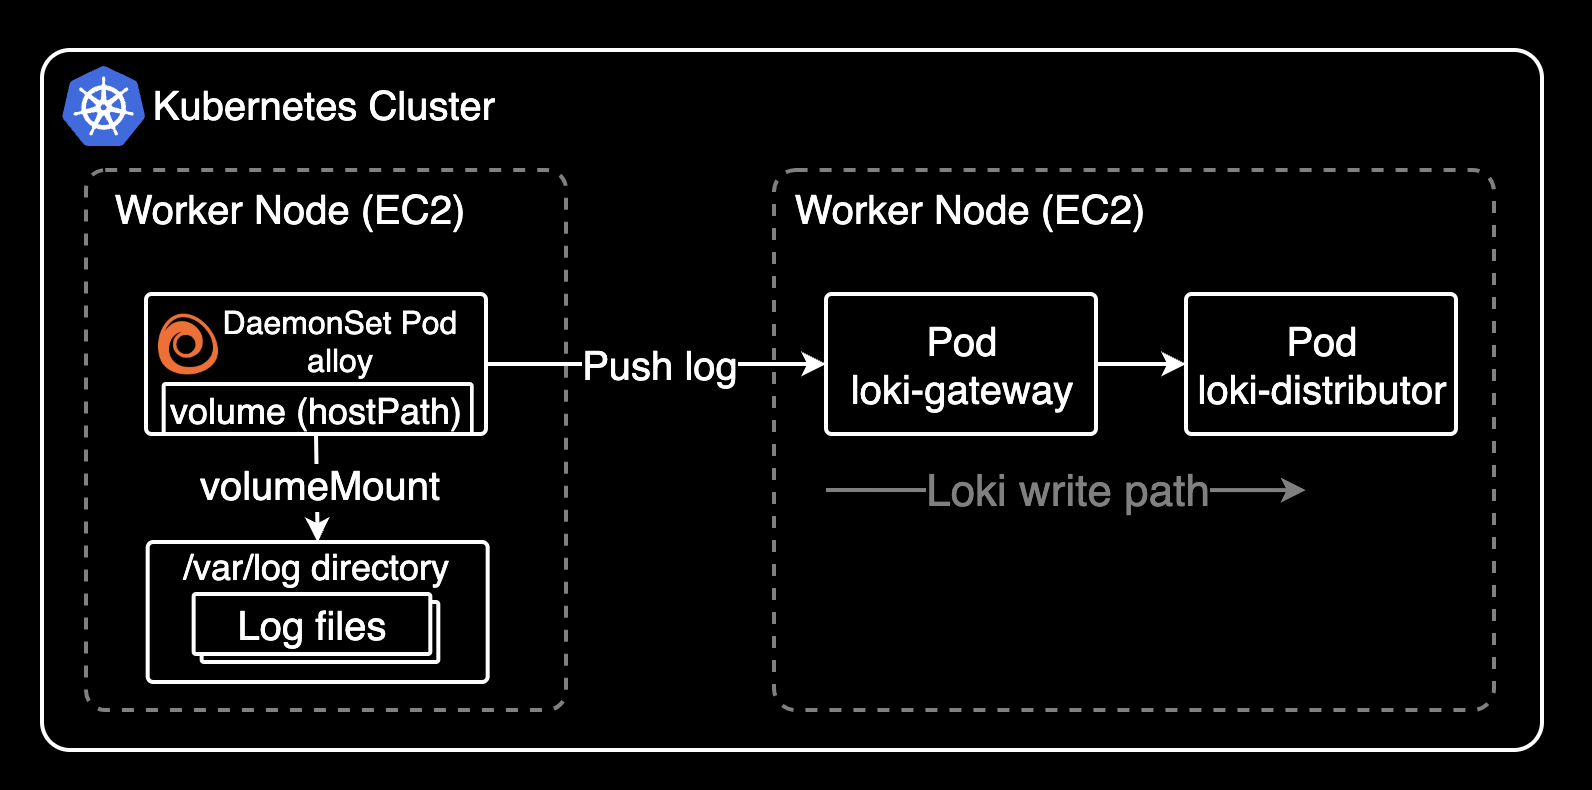 Kubernetes Cluster
Worker Node (EC2)
DaemonSet Pod
alloy
volume (hostPath)
volumeMount
/var/log directory
Log files
Push log
Worker Node (EC2)
Pod
loki-gateway
Pod
loki-distributor
Loki write path